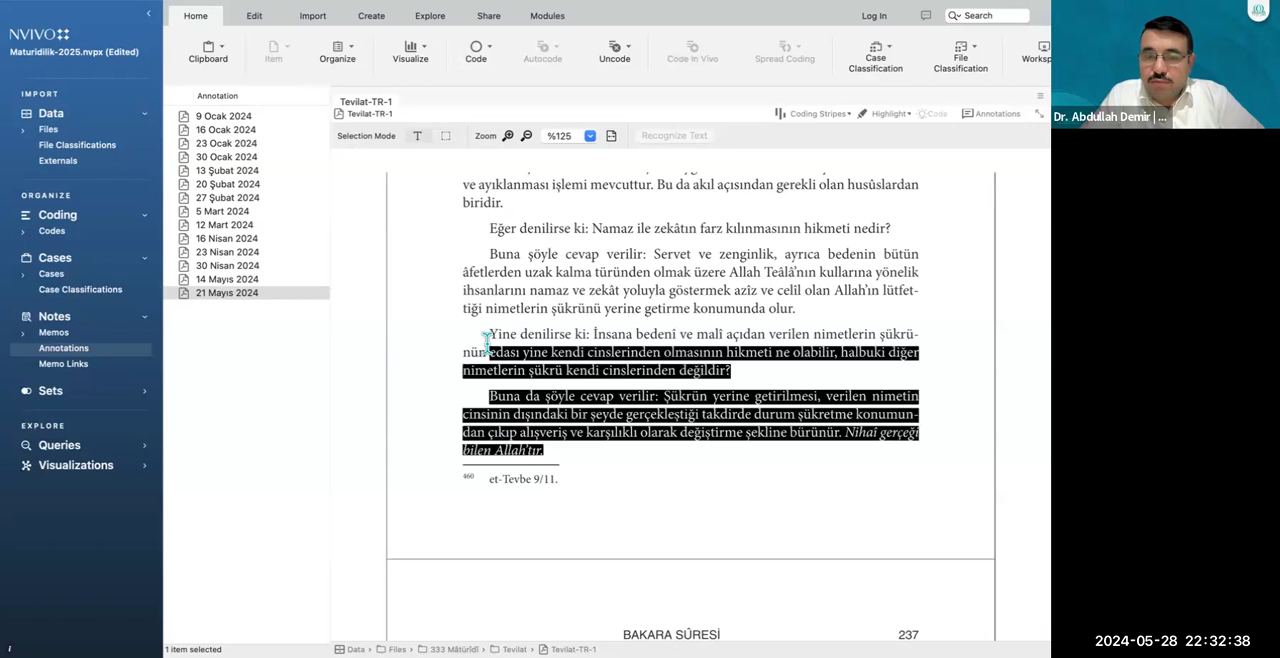 NVIVO
Maturidilik-2025.nvpx (Edited)
IMPORT
Data
Files
File Classifications
Externals
ORGANIZE
Coding
Codes
Cases
Cases
Case Classifications
Notes
Memos
Annotations
Memo Links
Sets
EXPLORE
Queries
Visualizations
Home Edit Import Create Explore Share Modules Log In Search
Clipboard Item Organize Visualize Code Autocode Uncode Code In Vivo Spread Coding Case Classification File Classification Worksp
Annotation
9 Ocak 2024
16 Ocak 2024
23 Ocak 2024
30 Ocak 2024
13 Şubat 2024
20 Şubat 2024
27 Şubat 2024
5 Mart 2024
12 Mart 2024
16 Nisan 2024
23 Nisan 2024
30 Nisan 2024
14 Mayıs 2024
21 Mayıs 2024
1 item selected
Tevilat-TR-1
Tevilat-TR-1 Coding Stripes Highlight Code Annotations
Selection Mode T Zoom %125 Recognize Text
ve ayıklanması işlemi mevcuttur. Bu da akıl açısından gerekli olan husûslardan
biridir.
Eğer denilirse ki: Namaz ile zekâtın farz kılınmasının hikmeti nedir?
Buna şöyle cevap verilir: Servet ve zenginlik, ayrıca bedenin bütün
âfetlerden uzak kalma türünden olmak üzere Allah Teâlâ’nın kullarına yönelik
ihsanlarını namaz ve zekât yoluyla göstermek azîz ve celîl olan Allah’ın lütfet-
tiği nimetlerin şükrünü yerine getirme konumunda olur.
Yine denilirse ki: İnsana bedenî ve malî açıdan verilen nimetlerin şükrü-
nün edası yine kendi cinslerinden olmasının hikmeti ne olabilir, halbuki diğer
nimetlerin şükrü kendi cinslerinden değildir?
Buna da şöyle cevap verilir: Şükrün yerine getirilmesi, verilen nimetin
cinsinin dışındaki bir şeyde gerçekleştiği takdirde durum şükretme konumun-
dan çıkıp alışveriş ve karşılıklı olarak değiştirme şekline bürünür. Nihaî gerçeği
bilen Allah’tır.
460 et-Tevbe 9/11.
BAKARA SÛRESİ 237
Data Files 333 Mâtürîdî Tevilat Tevilat-TR-1
Dr. Abdullah Demir | ...
2024-05-28 22:32:38